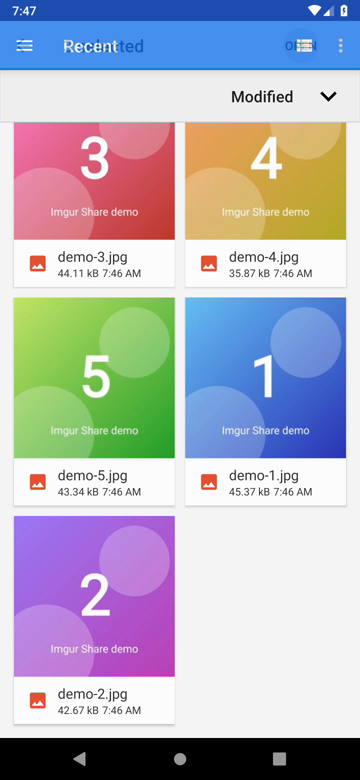 7:47
Recent
OPEN
Modified
3
Imgur Share demo
demo-3.jpg
44.11 kB 7:46 AM
4
Imgur Share demo
demo-4.jpg
35.87 kB 7:46 AM
5
Imgur Share demo
demo-5.jpg
43.34 kB 7:46 AM
1
Imgur Share demo
demo-1.jpg
45.37 kB 7:46 AM
2
Imgur Share demo
demo-2.jpg
42.67 kB 7:46 AM